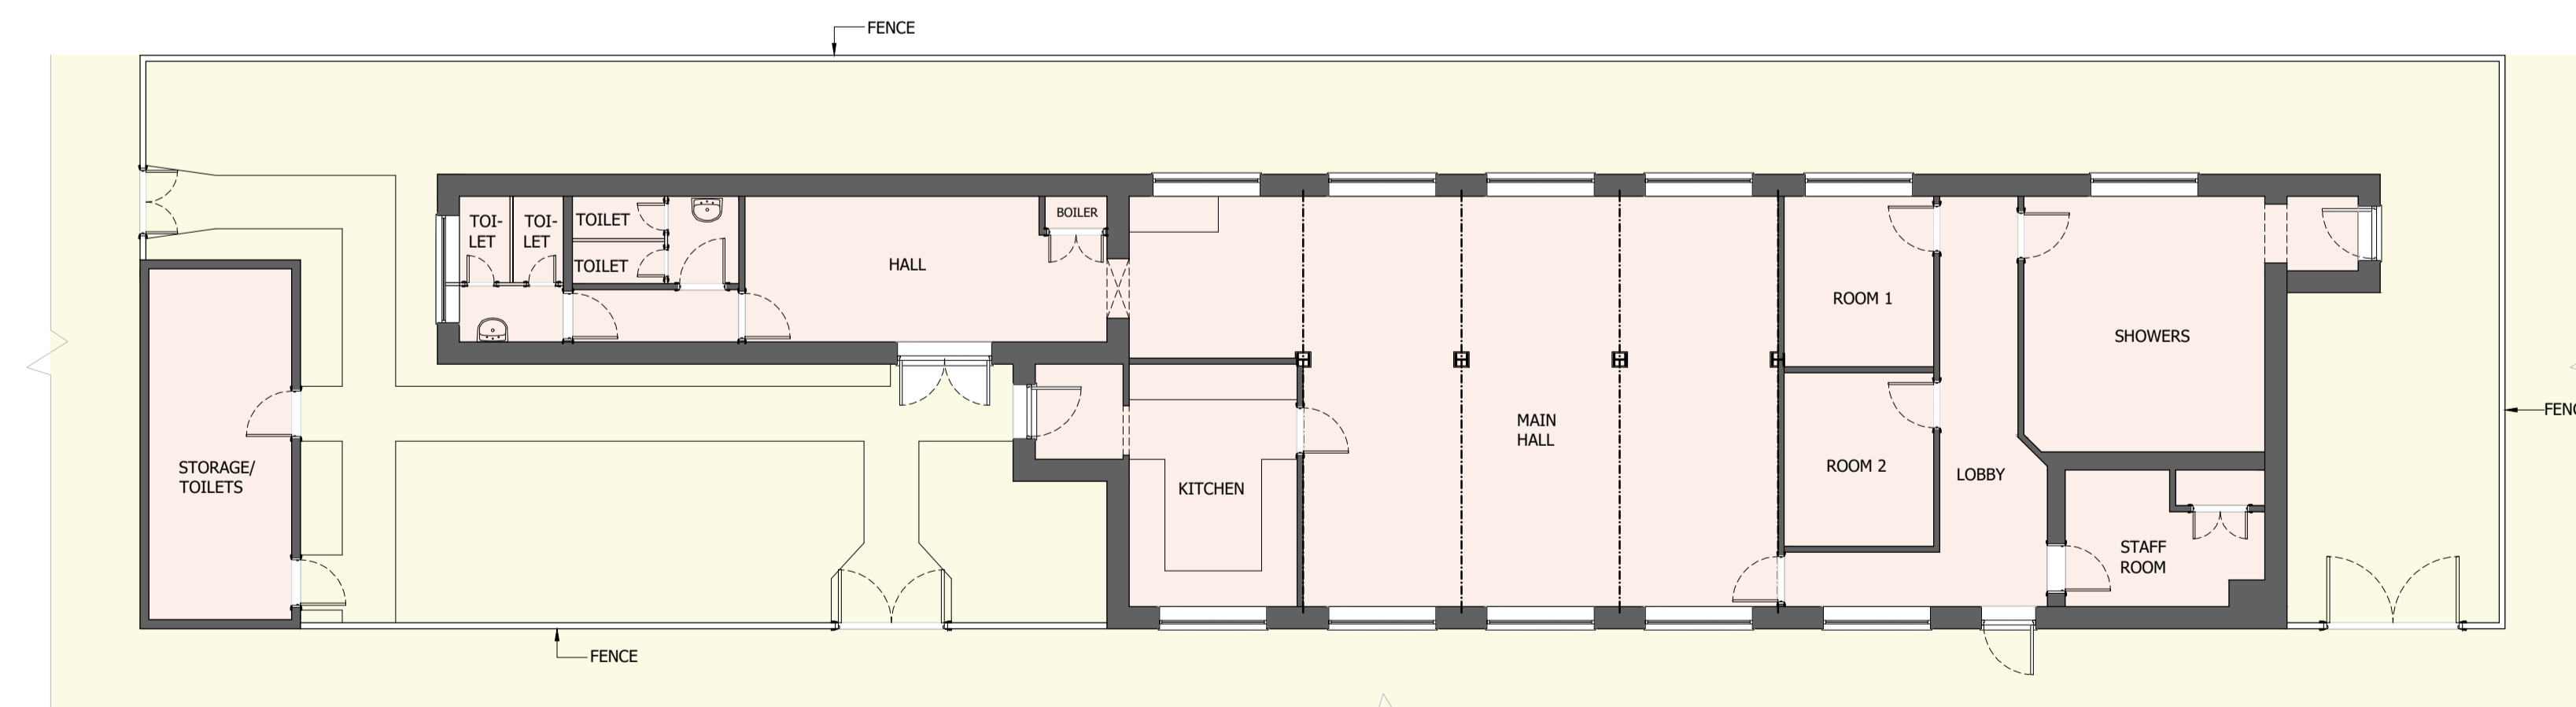 FENCE
TOI-
LET
TOI-
LET
TOILET
TOILET
BOILER
HALL
ROOM 1
SHOWERS
FENC
MAIN
HALL
STORAGE/
TOILETS
KITCHEN
ROOM 2
LOBBY
STAFF
ROOM
FENCE